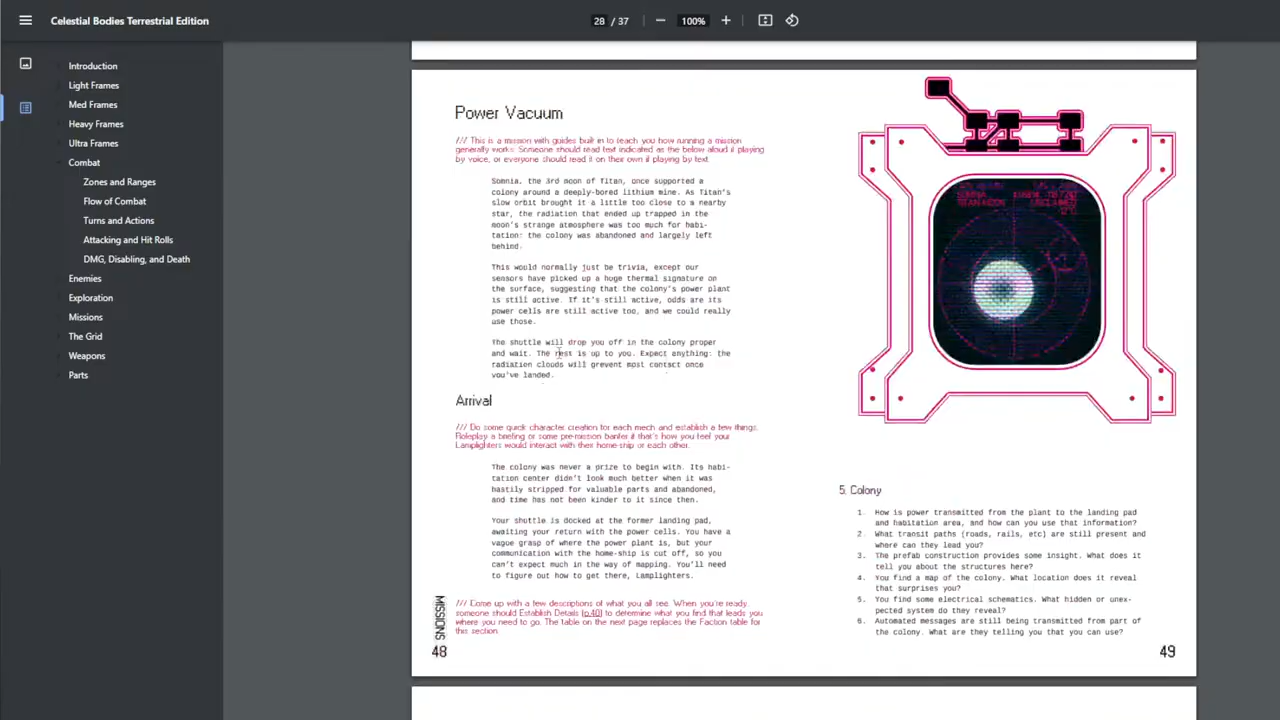 Celestial Bodies Terrestrial Edition
28 / 37
100%
Introduction
Light Frames
Med Frames
Heavy Frames
Ultra Frames
Combat
Zones and Ranges
Flow of Combat
Turns and Actions
Attacking and Hit Rolls
DMG, Disabling, and Death
Enemies
Exploration
Missions
The Grid
Weapons
Parts
Power Vacuum
/// This is a mission with guides built in to teach you how running a mission
generally works. Someone should read text indicated as the below aloud if playing
by voice, or everyone should read it on their own if playing by text.
Somnia, the 3rd moon of Titan, once supported a
colony around a deeply-bored lithium mine. As Titan's
slow orbit brought it a little too close to a nearby
star, the radiation that ended up trapped in the
moon's strange atmosphere was too much for habi-
tation: the colony was abandoned and largely left
behind.
This would normally just be trivia, except our
sensors have picked up a huge thermal signature on
the surface, suggesting that the colony's power plant
is still active. If it's still active, odds are its
power cells are still active too, and we could really
use those.
The shuttle will drop you off in the colony proper
and wait. The rest is up to you. Expect anything: the
radiation clouds will prevent most contact once
you've landed.
Arrival
/// Do some quick character creation for each mech and establish a few things.
Roleplay a briefing or some pre-mission banter if that's how you feel your
Lamplighters would interact with their home-ship or each other.
The colony was never a prize to begin with. Its habi-
tation center didn't look much better when it was
hastily stripped for valuable parts and abandoned,
and time has not been kinder to it since then.
Your shuttle is docked at the former landing pad,
awaiting your return with the power cells. You have a
vague grasp of where the power plant is, but your
communication with the home-ship is cut off, so you
can't expect much in the way of mapping. You'll need
to figure out how to get there, Lamplighters.
/// Come up with a few descriptions of what you all see. When you're ready,
someone should Establish Details (p.40) to determine what you find that leads you
where you need to go. The table on the next page replaces the Faction table for
this section.
MISSIONS
48
SOMNIA
TITAN MOON
5. Colony
1. How is power transmitted from the plant to the landing pad
and habitation area, and how can you use that information?
2. What transit paths (roads, rails, etc) are still present and
where can they lead you?
3. The prefab construction provides some insight. What does it
tell you about the structures here?
4. You find a map of the colony. What location does it reveal
that surprises you?
5. You find some electrical schematics. What hidden or unex-
pected system do they reveal?
6. Automated messages are still being transmitted from part of
the colony. What are they telling you that you can use?
49